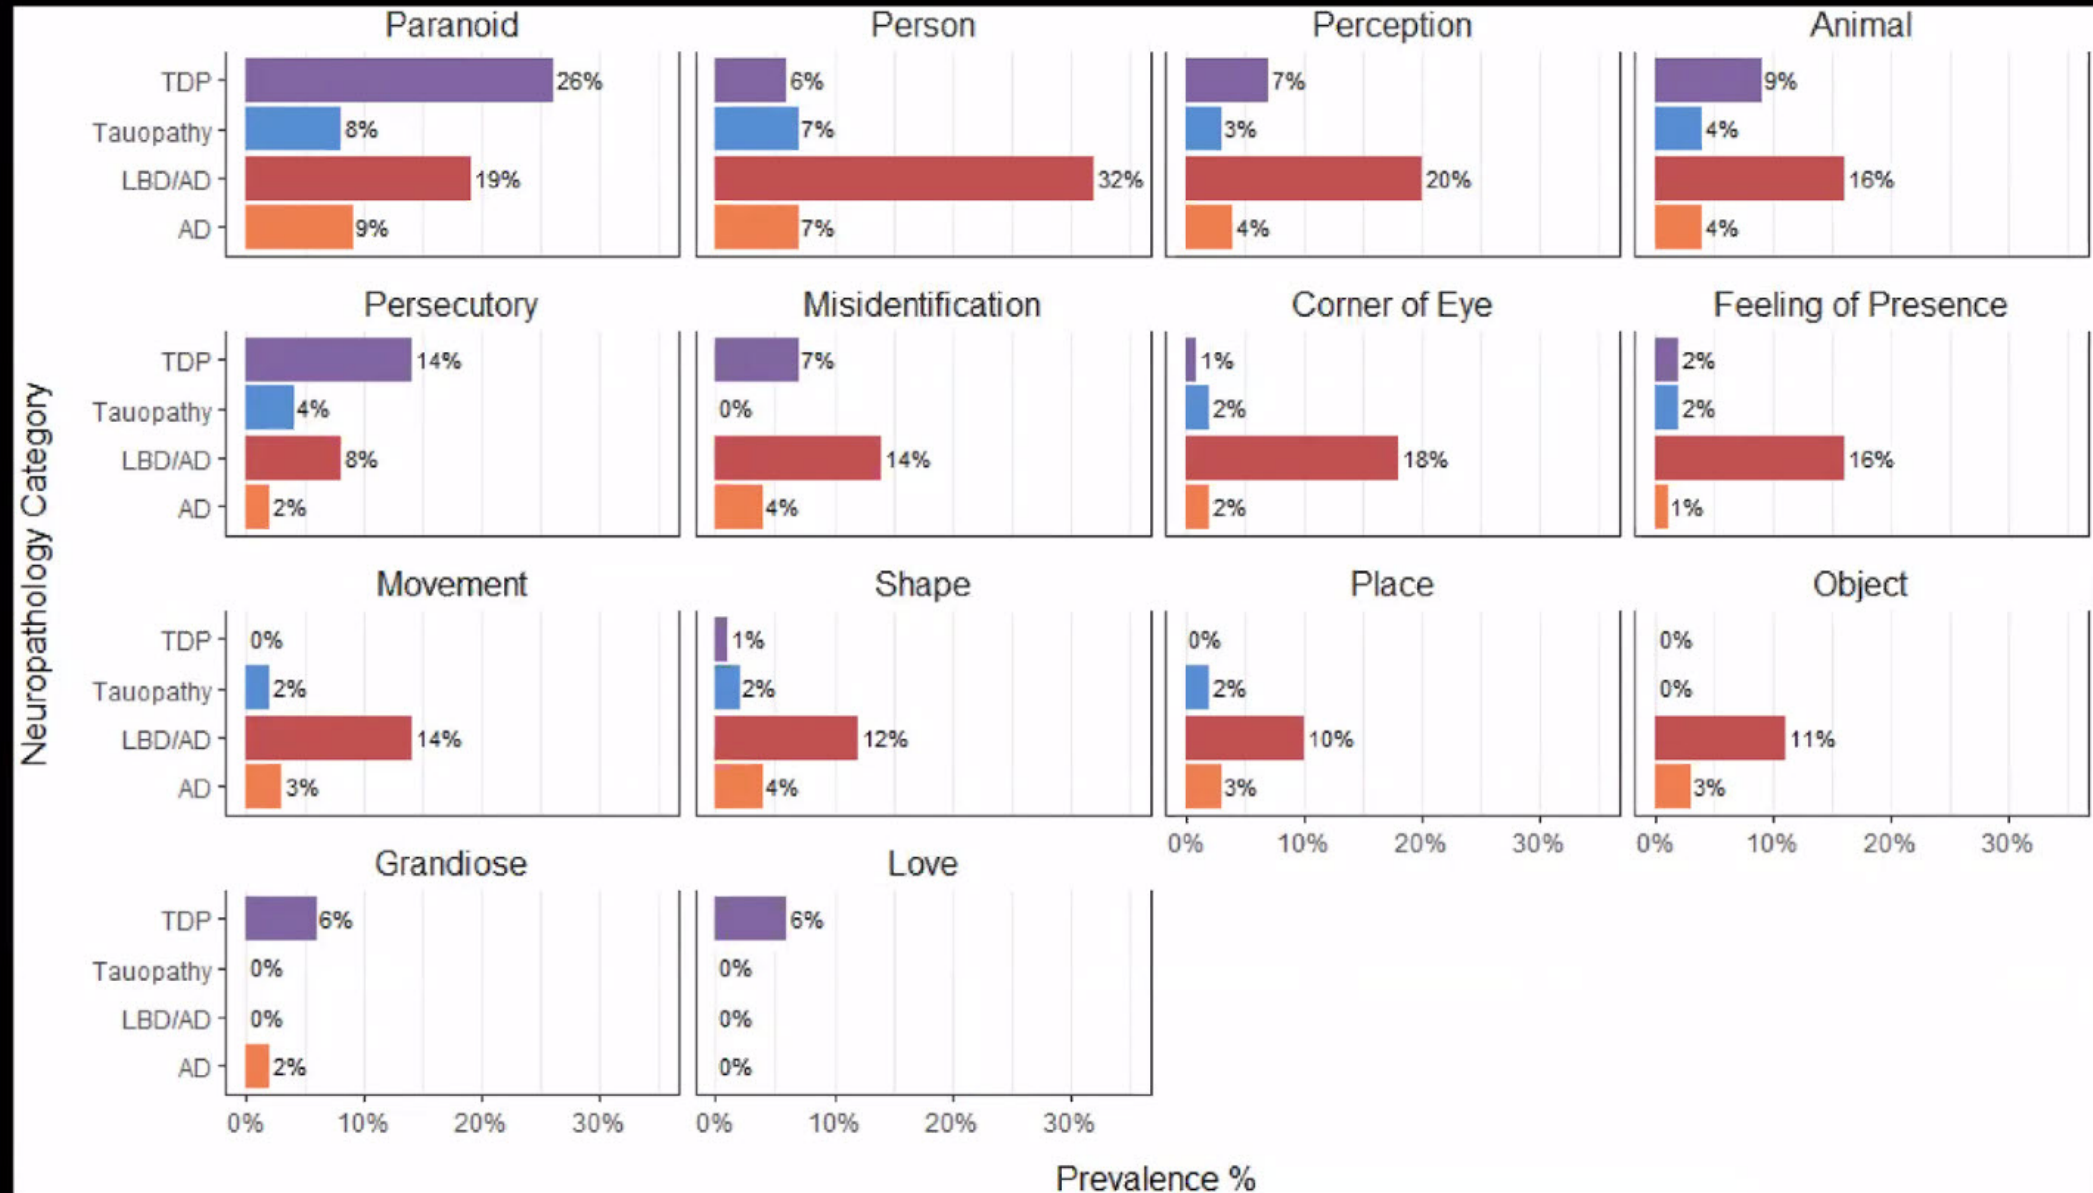 Paranoid Person Perception Animal
TDP 26% 6% 7% 9%
Tauopathy 8% 7% 3% 4%
LBD/AD 19% 32% 20% 16%
AD 9% 7% 4% 4%
Persecutory Misidentification Corner of Eye Feeling of Presence
TDP 14% 7% 1% 2%
Tauopathy 4% 0% 2% 2%
LBD/AD 8% 14% 18% 16%
AD 2% 4% 2% 1%
Neuropathology Category
Movement Shape Place Object
TDP 0% 1% 0% 0%
Tauopathy 2% 2% 2% 0%
LBD/AD 14% 12% 10% 11%
AD 3% 4% 3% 3%
0% 10% 20% 30% 0% 10% 20% 30%
Grandiose Love
TDP 6% 6%
Tauopathy 0% 0%
LBD/AD 0% 0%
AD 2% 0%
0% 10% 20% 30% 0% 10% 20% 30%
Prevalence %